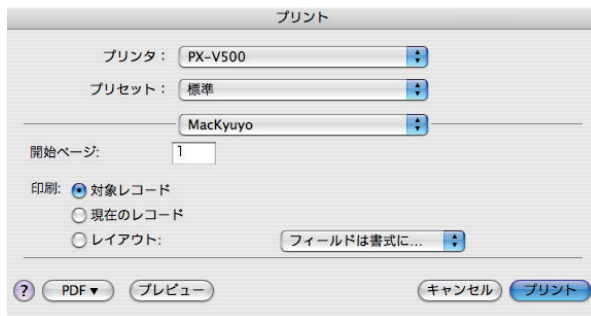 プリント
プリンタ： PX-V500
プリセット： 標準
MacKyuyo
開始ページ: 1
印刷: 対象レコード
現在のレコード
レイアウト: フィールドは書式に...
? PDF▼ プレビュー キャンセル プリント